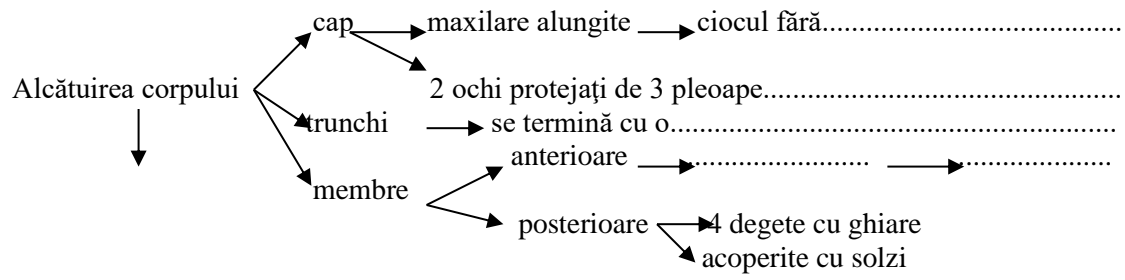 cap maxilare alungite ciocul fără..........................................
2 ochi protejaţi de 3 pleoape..................................................
Alcătuirea corpului
trunchi se termină cu o..............................................................
anterioare ......................... .....................
membre
posterioare 4 degete cu ghiare
acoperite cu solzi